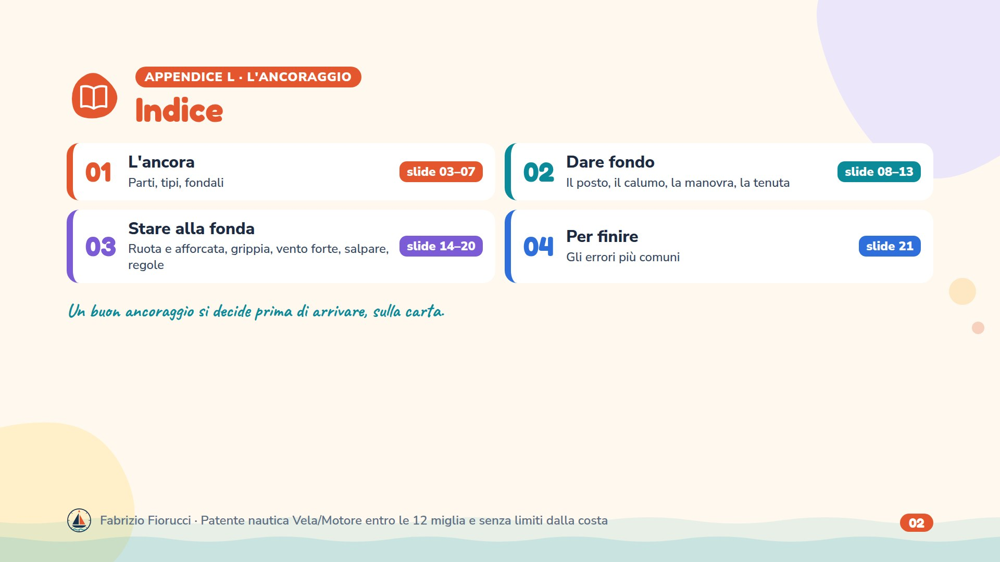 APPENDICE L · L'ANCORAGGIO
Indice
01
L'ancora
Parti, tipi, fondali
slide 03–07
02
Dare fondo
Il posto, il calumo, la manovra, la tenuta
slide 08–13
03
Stare alla fonda
Ruota e afforcata, grippia, vento forte, salpare,
regole
slide 14–20
04
Per finire
Gli errori più comuni
slide 21
Un buon ancoraggio si decide prima di arrivare, sulla carta.
Fabrizio Fiorucci · Patente nautica Vela/Motore entro le 12 miglia e senza limiti dalla costa
02